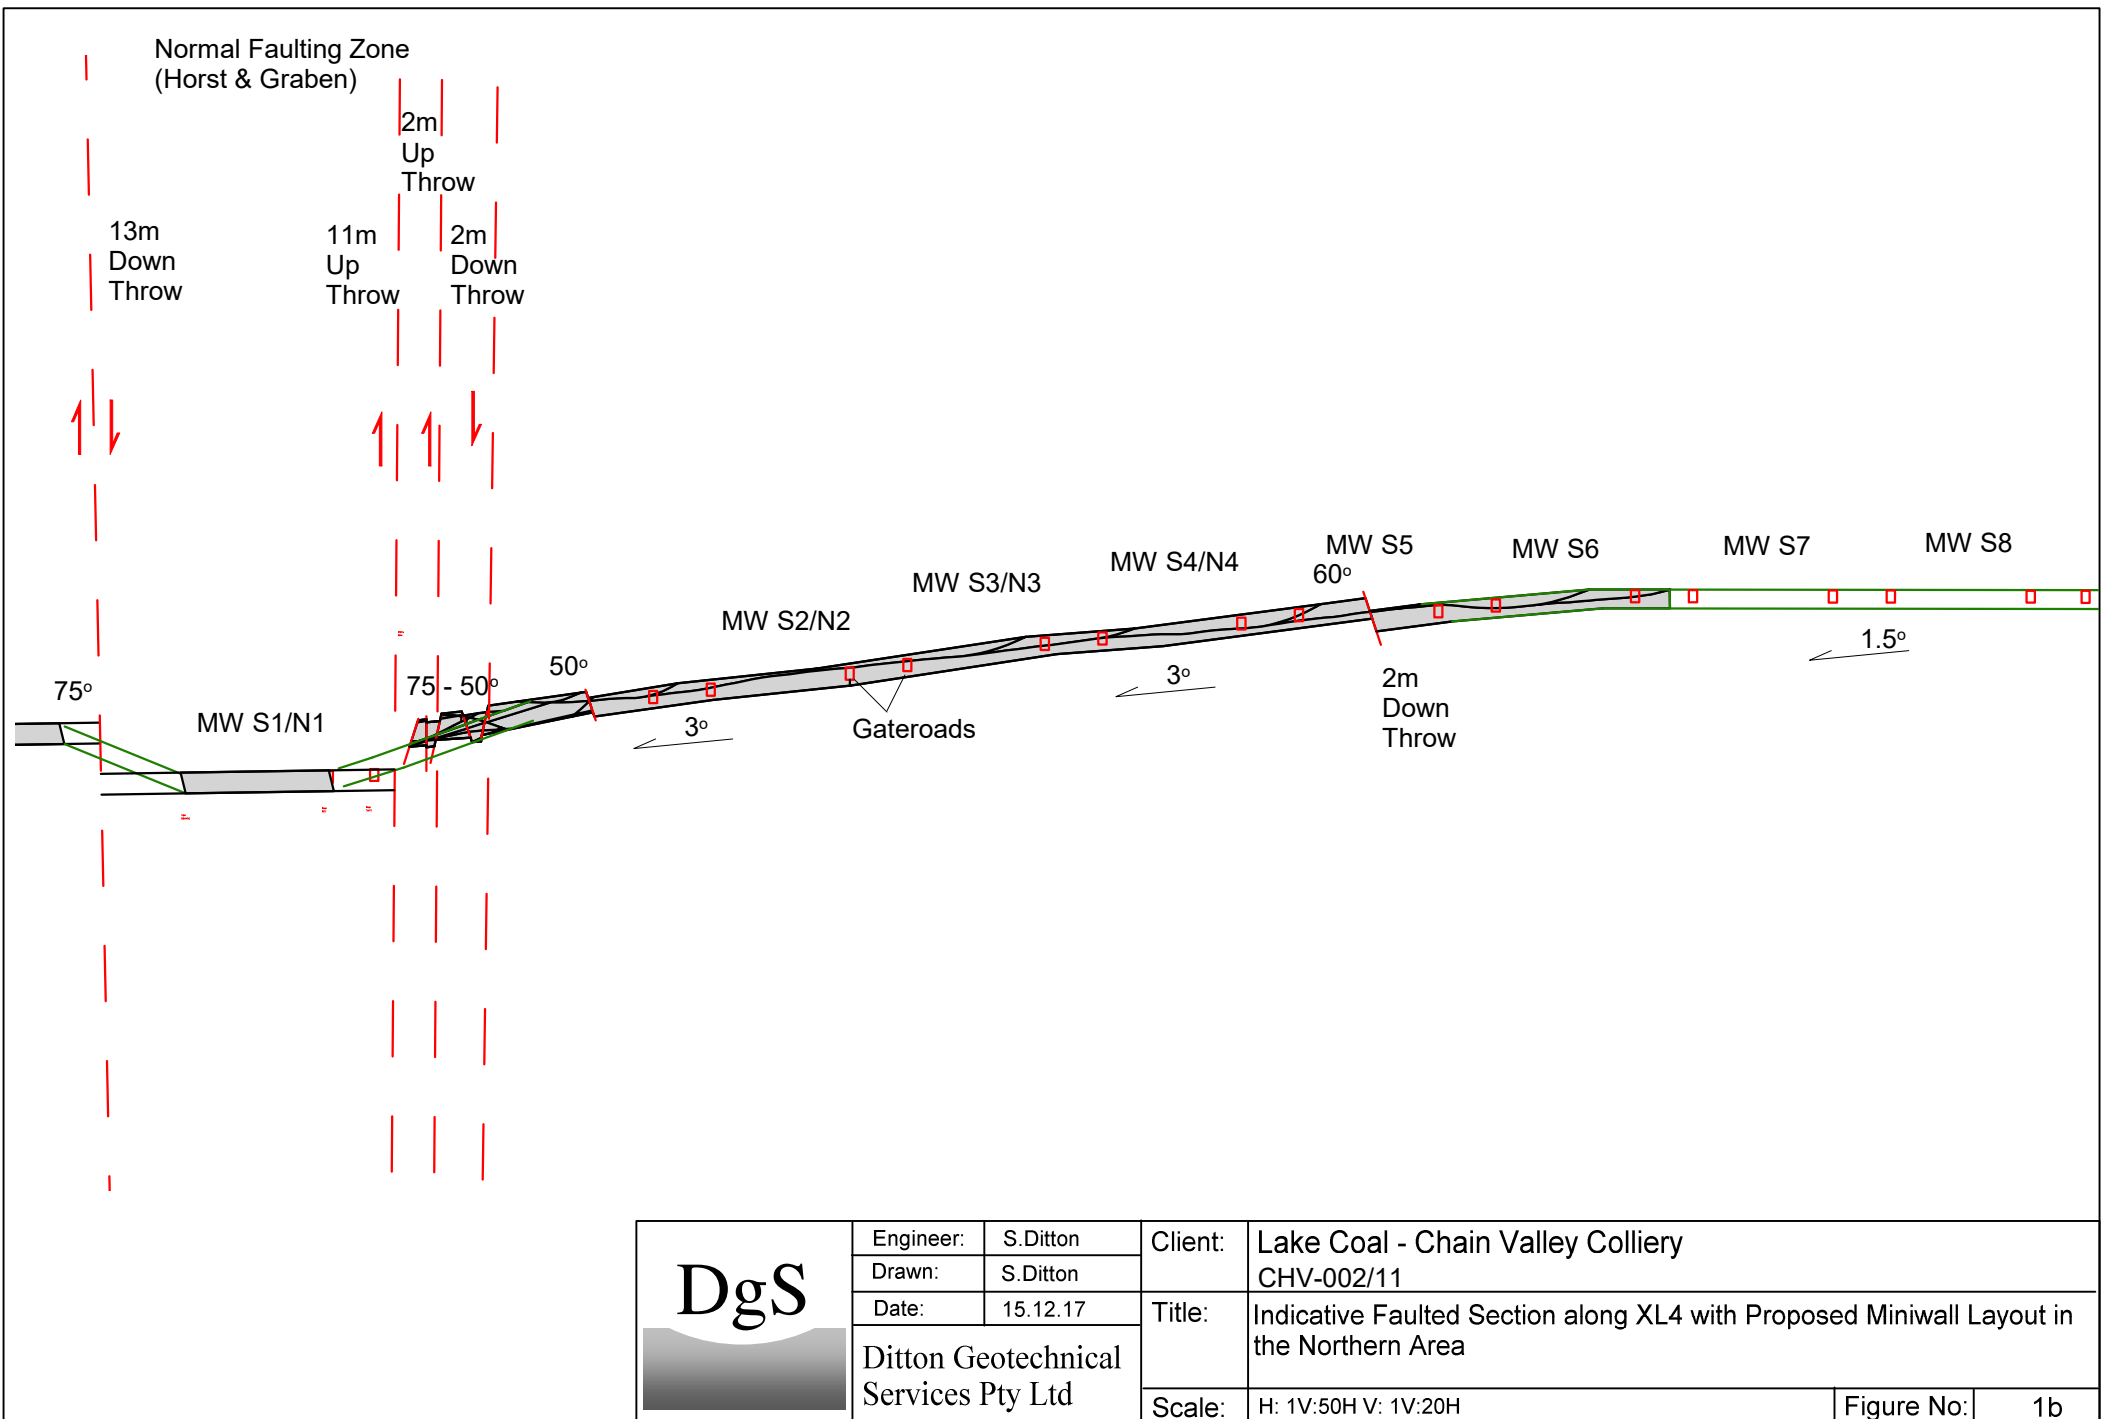 Normal Faulting Zone
(Horst & Graben)
2m
Up
Throw
13m
Down
Throw
11m
Up
Throw
2m
Down
Throw
MW S5
MW S6
MW S7
MW S8
MW S4/N4
MW S3/N3
60°
MW S2/N2
1.5°
50°
3°
75°
75 - 50°
2m
Down
Throw
MW S1/N1
3°
Gateroads
DgS
Engineer:
S.Ditton
Drawn:
S.Ditton
Date:
15.12.17
Ditton Geotechnical
Services Pty Ltd
Client:
Lake Coal - Chain Valley Colliery
CHV-002/11
Title:
Indicative Faulted Section along XL4 with Proposed Miniwall Layout in
the Northern Area
Scale:
H: 1V:50H V: 1V:20H
Figure No:
1b